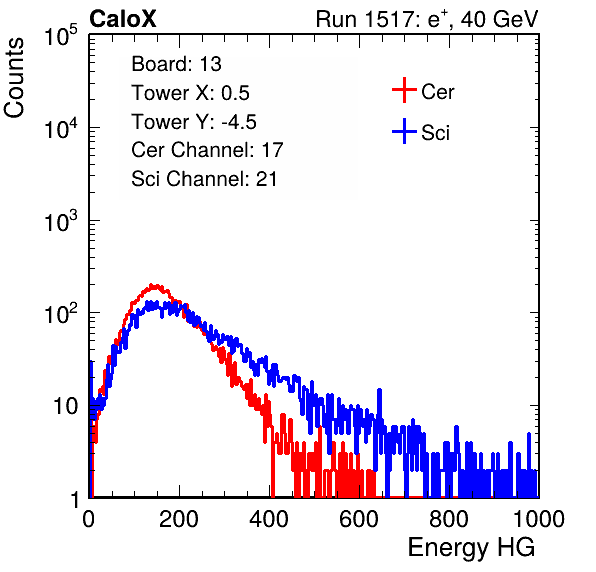 CaloX Run 1517: e⁺, 40 GeV
Counts
Board: 13
Tower X: 0.5
Tower Y: -4.5
Cer Channel: 17
Sci Channel: 21
Cer
Sci
10⁵
10⁴
10³
10²
10
1
0 200 400 600 800 1000
Energy HG